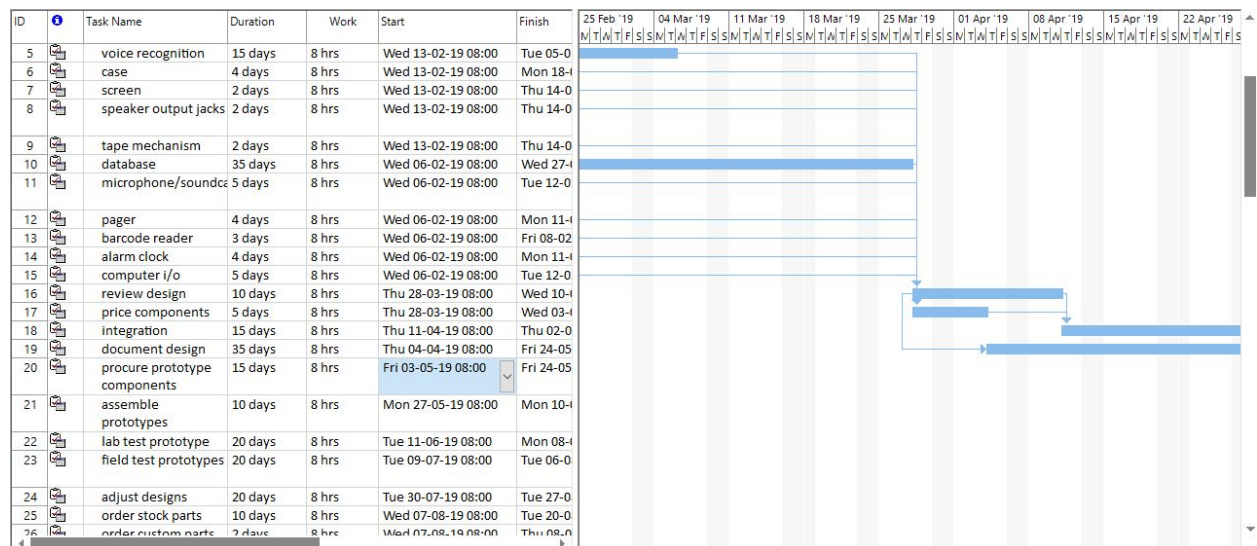 ID Task Name Duration Work Start Finish 25 Feb '19 04 Mar '19 11 Mar '19 18 Mar '19 25 Mar '19 01 Apr '19 08 Apr '19 15 Apr '19 22 Apr '19
M T W T F S S M T W T F S S M T W T F S S M T W T F S S M T W T F S S M T W T F S S M T W T F S S M T W T F S S M T W T F S
5 voice recognition 15 days 8 hrs Wed 13-02-19 08:00 Tue 05-0
6 case 4 days 8 hrs Wed 13-02-19 08:00 Mon 18-
7 screen 2 days 8 hrs Wed 13-02-19 08:00 Thu 14-0
8 speaker output jacks 2 days 8 hrs Wed 13-02-19 08:00 Thu 14-0
9 tape mechanism 2 days 8 hrs Wed 13-02-19 08:00 Thu 14-0
10 database 35 days 8 hrs Wed 06-02-19 08:00 Wed 27-
11 microphone/soundca 5 days 8 hrs Wed 06-02-19 08:00 Tue 12-0
12 pager 4 days 8 hrs Wed 06-02-19 08:00 Mon 11-
13 barcode reader 3 days 8 hrs Wed 06-02-19 08:00 Fri 08-02
14 alarm clock 4 days 8 hrs Wed 06-02-19 08:00 Mon 11-
15 computer i/o 5 days 8 hrs Wed 06-02-19 08:00 Tue 12-0
16 review design 10 days 8 hrs Thu 28-03-19 08:00 Wed 10-
17 price components 5 days 8 hrs Thu 28-03-19 08:00 Wed 03-
18 integration 15 days 8 hrs Thu 11-04-19 08:00 Thu 02-0
19 document design 35 days 8 hrs Thu 04-04-19 08:00 Fri 24-05
20 procure prototype 15 days 8 hrs Fri 03-05-19 08:00 Fri 24-05
components
21 assemble 10 days 8 hrs Mon 27-05-19 08:00 Mon 10-
prototypes
22 lab test prototype 20 days 8 hrs Tue 11-06-19 08:00 Mon 08-
23 field test prototypes 20 days 8 hrs Tue 09-07-19 08:00 Tue 06-0
24 adjust designs 20 days 8 hrs Tue 30-07-19 08:00 Tue 27-0
25 order stock parts 10 days 8 hrs Wed 07-08-19 08:00 Tue 20-0
26 order custom parts 2 days 8 hrs Wed 07-08-19 08:00 Thu 08-0